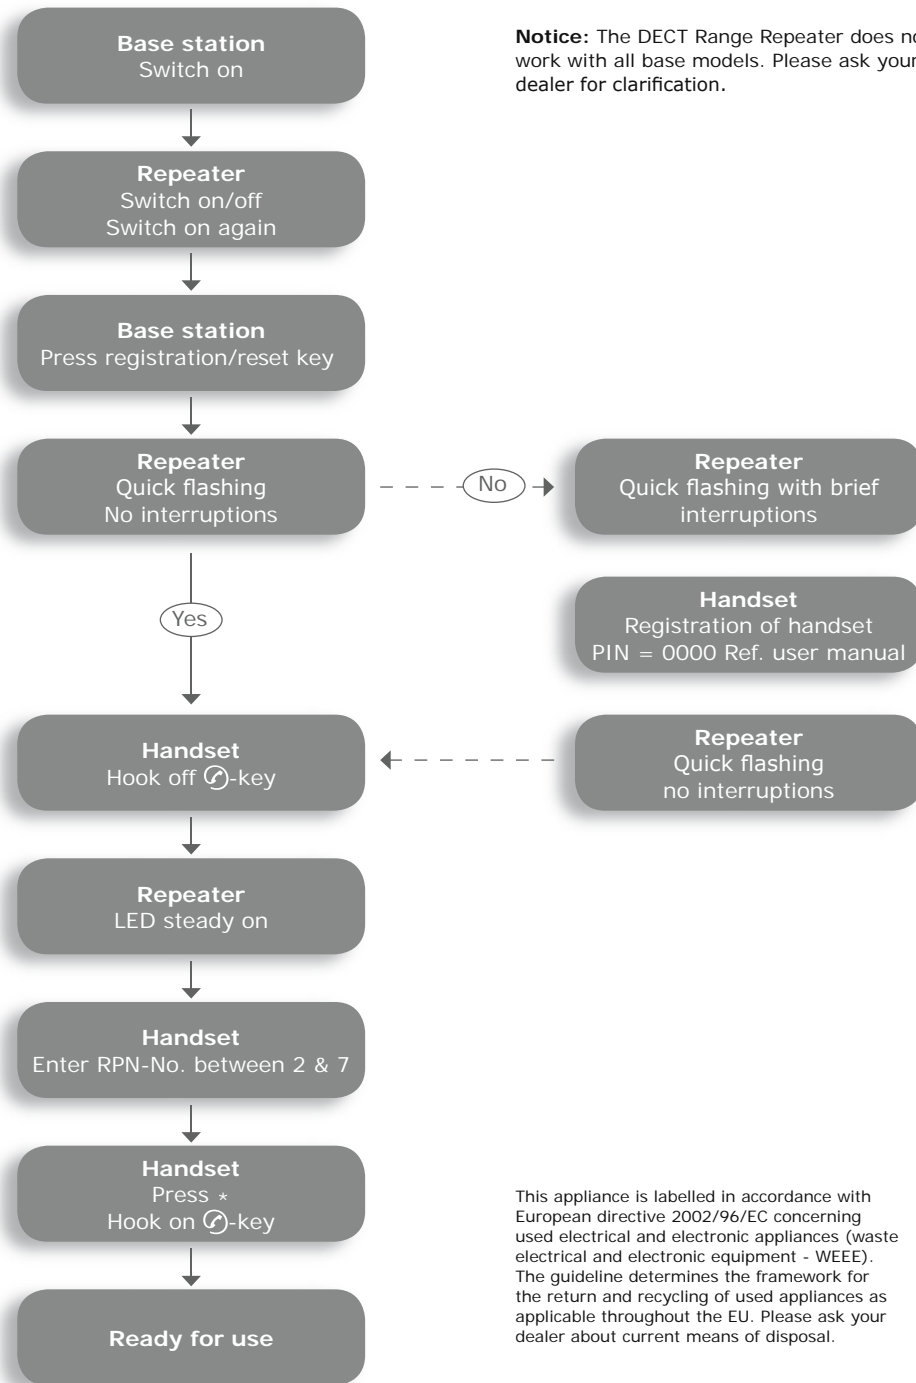 Base station
Switch on
Notice: The DECT Range Repeater does no
work with all base models. Please ask your
dealer for clarification.
Repeater
Switch on/off
Switch on again
Base station
Press registration/reset key
Repeater
Quick flashing
No interruptions
No
Repeater
Quick flashing with brief
interruptions
Yes
Handset
Registration of handset
PIN = 0000 Ref. user manual
Handset
Hook off -key
Repeater
Quick flashing
no interruptions
Repeater
LED steady on
Handset
Enter RPN-No. between 2 & 7
Handset
Press *
Hook on -key
Ready for use
This appliance is labelled in accordance with
European directive 2002/96/EC concerning
used electrical and electronic appliances (waste
electrical and electronic equipment - WEEE).
The guideline determines the framework for
the return and recycling of used appliances as
applicable throughout the EU. Please ask your
dealer about current means of disposal.